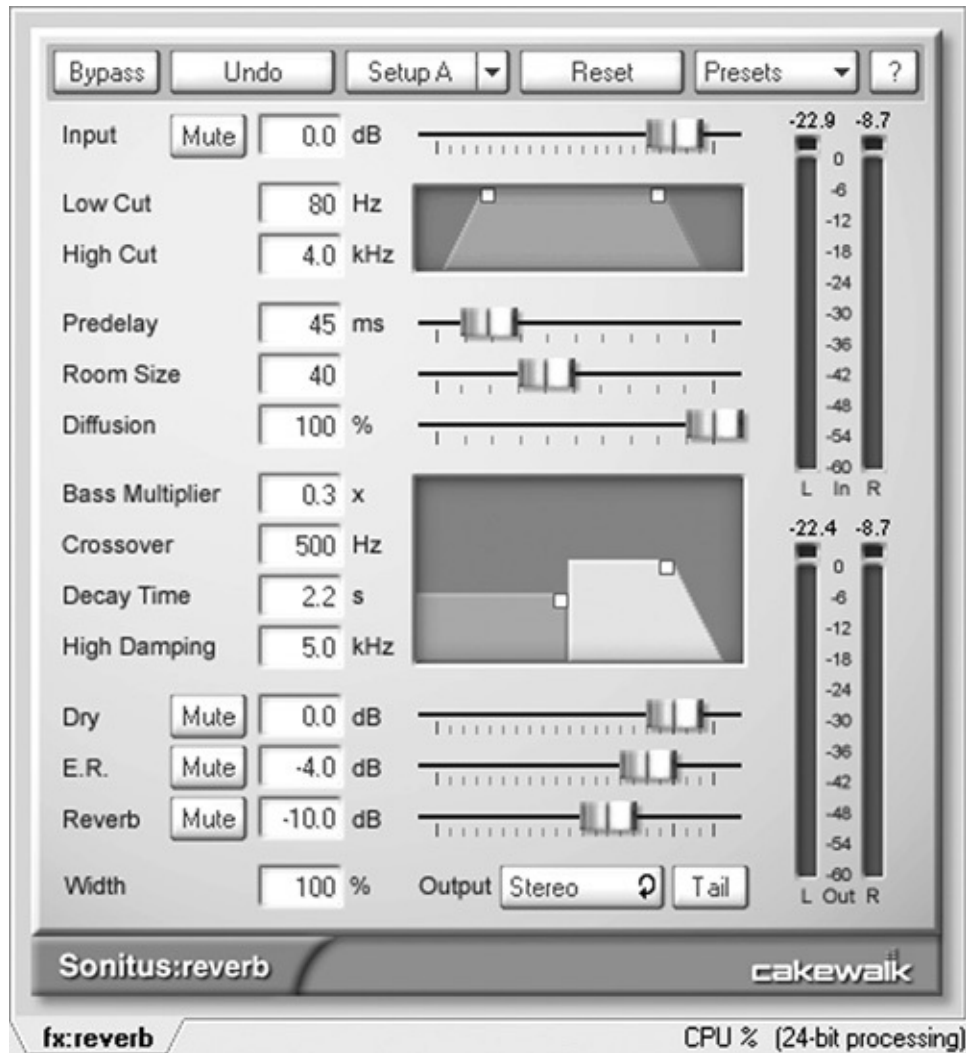 Bypass Undo Setup A Reset Presets ?
Input Mute 0.0 dB
Low Cut 80 Hz
High Cut 4.0 kHz
Predelay 45 ms
Room Size 40
Diffusion 100 %
Bass Multiplier 0.3 x
Crossover 500 Hz
Decay Time 2.2 s
High Damping 5.0 kHz
Dry Mute 0.0 dB
E.R. Mute -4.0 dB
Reverb Mute -10.0 dB
Width 100 % Output Stereo Tail
-22.9 -8.7
0
-6
-12
-18
-24
-30
-36
-42
-48
-54
-60
L In R
-22.4 -8.7
0
-6
-12
-18
-24
-30
-36
-42
-48
-54
-60
L Out R
Sonitus:reverb cakewalk
fx:reverb CPU % (24-bit processing)